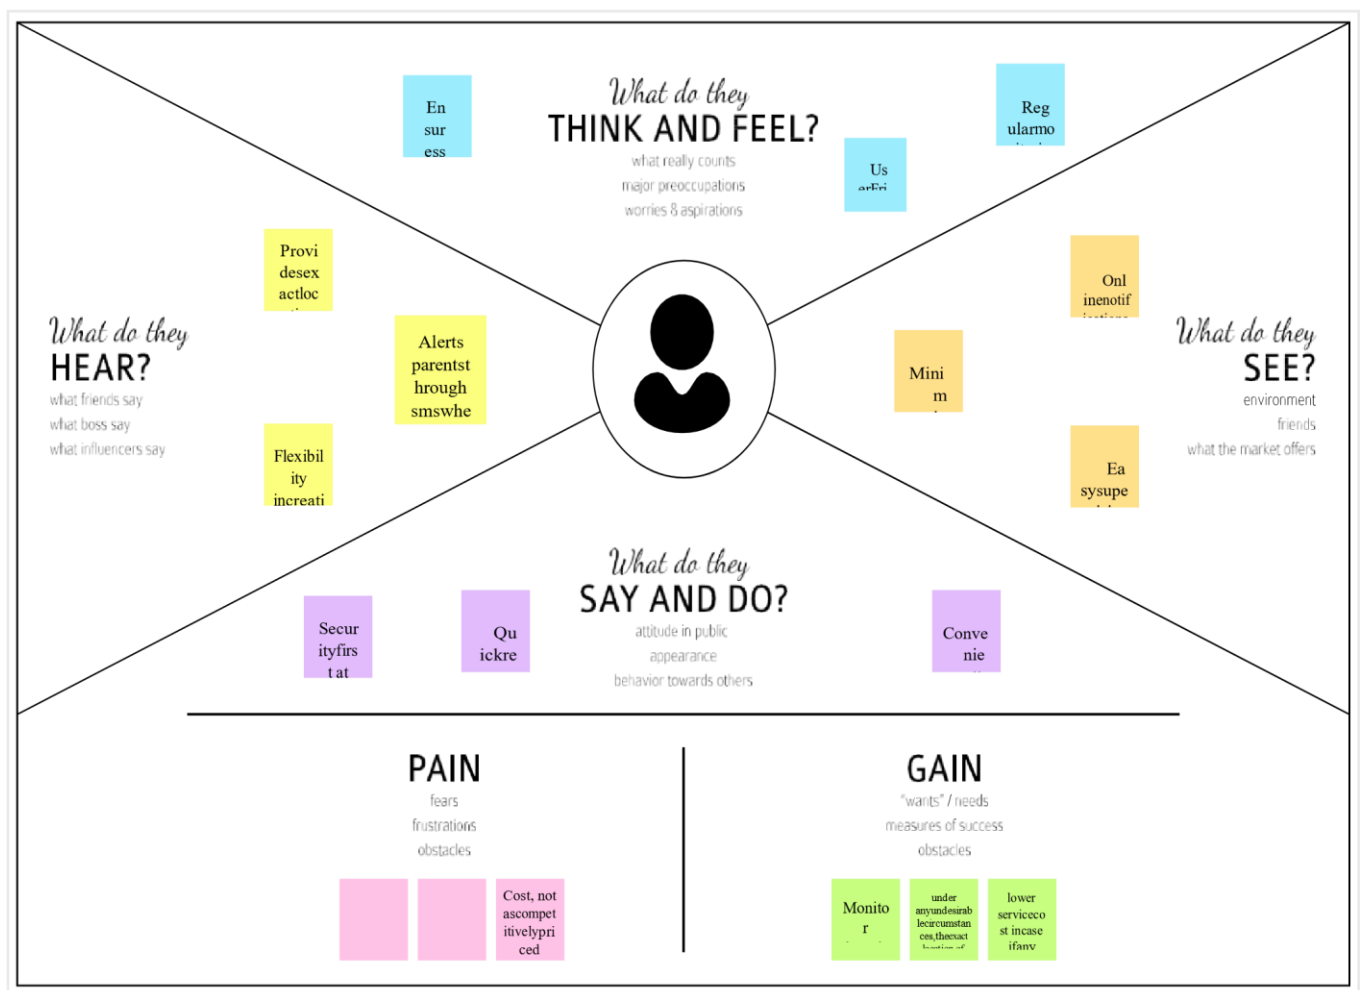 What do they
THINK AND FEEL?
what really counts
major preoccupations
worries & aspirations
En
sur
ess
Us
erFri
Reg
ularmo
What do they
HEAR?
what friends say
what boss say
what influencers say
Provi
desex
actloc
Alerts
parentst
hrough
smswhe
Flexibil
ity
increati
What do they
SEE?
environment
friends
what the market offers
Onl
inenotif
Mini
m
Ea
sysupe
What do they
SAY AND DO?
attitude in public
appearance
behavior towards others
Secur
ityfirs
t at
Qu
ickre
Conve
nie
PAIN
fears
frustrations
obstacles
Cost, not
ascompet
itivelypri
ced
GAIN
"wants" / needs
measures of success
obstacles
Monito
r
under
anyundesirab
lecircumstan
ces,theexact
location of
lower
serviceco
st incase
ifany